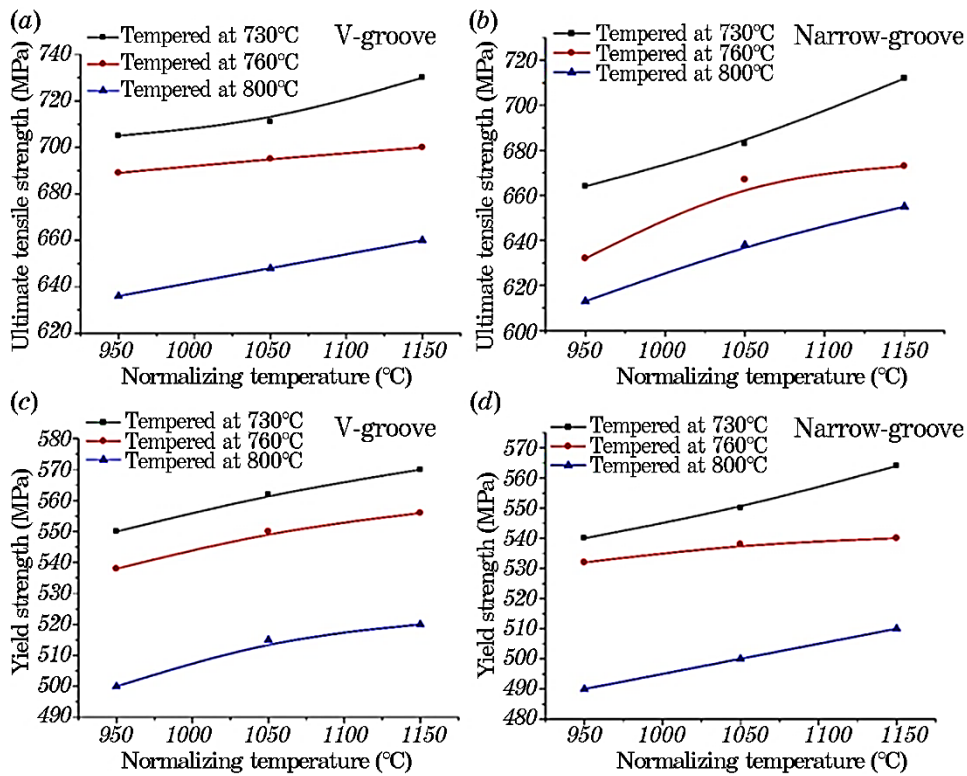 (a)
V-groove
Tempered at 730°C
Tempered at 760°C
Tempered at 800°C
Ultimate tensile strength (MPa)
740
720
700
680
660
640
620
950 1000 1050 1100 1150
Normalizing temperature (°C)
(b)
Narrow-groove
Tempered at 730°C
Tempered at 760°C
Tempered at 800°C
Ultimate tensile strength (MPa)
720
710
680
660
640
620
600
950 1000 1050 1100 1150
Normalizing temperature (°C)
(c)
V-groove
Tempered at 730°C
Tempered at 760°C
Tempered at 800°C
Yield strength (MPa)
580
570
560
550
540
530
520
510
500
490
950 1000 1050 1100 1150
Normalizing temperature (°C)
(d)
Narrow-groove
Tempered at 730°C
Tempered at 760°C
Tempered at 800°C
Yield strength (MPa)
570
560
550
540
530
520
510
500
490
480
950 1000 1050 1100 1150
Normalizing temperature (°C)